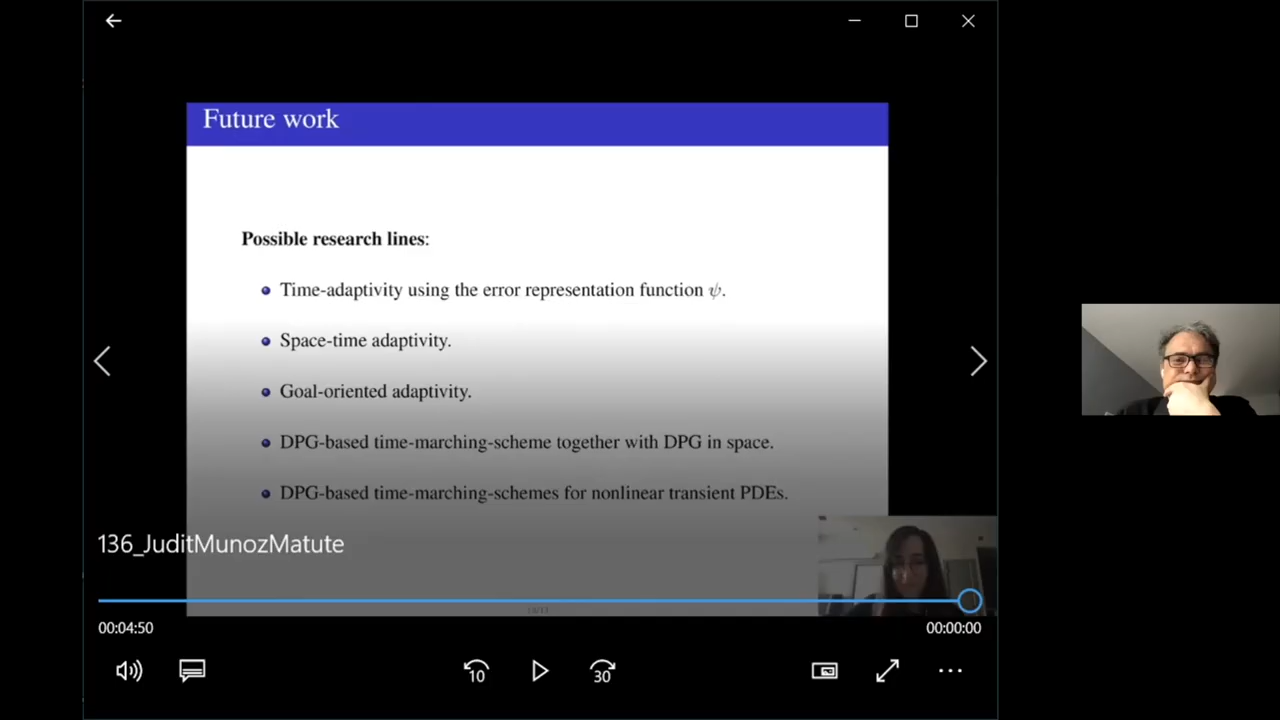 Future work
Possible research lines:
Time-adaptivity using the error representation function ψ.
Space-time adaptivity.
Goal-oriented adaptivity.
DPG-based time-marching-scheme together with DPG in space.
DPG-based time-marching-schemes for nonlinear transient PDEs.
136_JuditMunozMatute
00:04:50
00:00:00
10
30